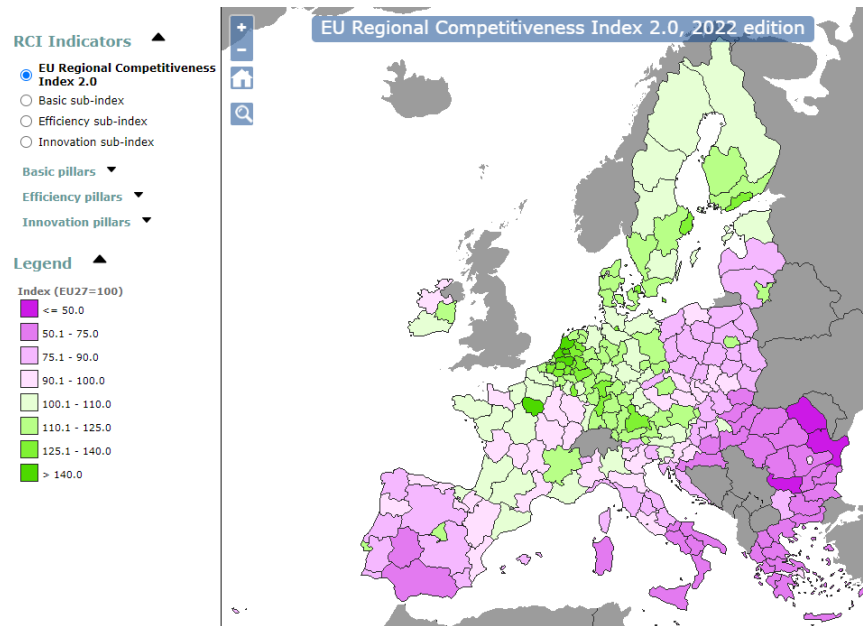 EU Regional Competitiveness Index 2.0, 2022 edition
+
−
RCI Indicators
EU Regional Competitiveness
Index 2.0
Basic sub-index
Efficiency sub-index
Innovation sub-index
Basic pillars
Efficiency pillars
Innovation pillars
Legend
Index (EU27=100)
<= 50.0
50.1 - 75.0
75.1 - 90.0
90.1 - 100.0
100.1 - 110.0
110.1 - 125.0
125.1 - 140.0
> 140.0